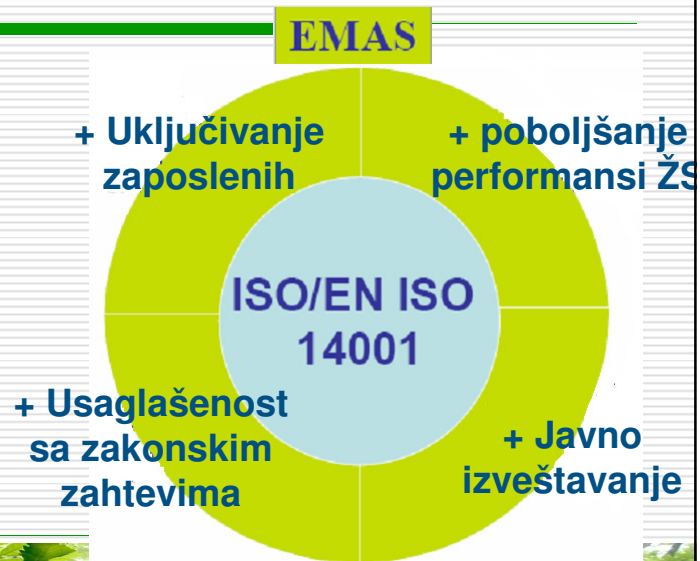 EMAS
+ Uključivanje
zaposlenih
+ poboljšanje
performansi ŽS
ISO/EN ISO
14001
+ Usaglašenost
sa zakonskim
zahtevima
+ Javno
izveštavanje